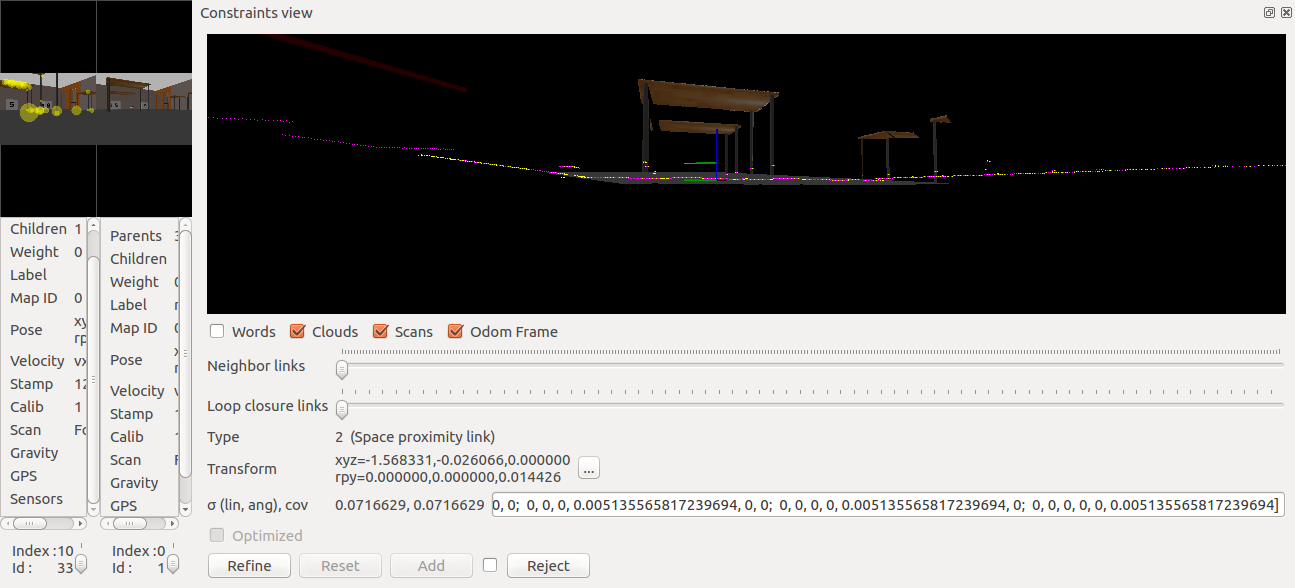 Constraints view
5
Children 1
Weight 0
Label
Map ID 0
Pose xy
rp
Velocity vx
Stamp 12
Calib 1
Scan Fo
Gravity
GPS
Sensors
Parents 3
Children
Weight 0
Label r
Map ID 0
Pose x
r
Velocity v
Stamp
Calib
Scan F
Gravity
GPS
Index :10
Id : 33
Index :0
Id : 1
Words Clouds Scans Odom Frame
Neighbor links
Loop closure links
Type 2 (Space proximity link)
Transform xyz=-1.568331,-0.026066,0.000000
rpy=0.000000,0.000000,0.014426
...
σ (lin, ang), cov 0.0716629, 0.0716629 0, 0; 0, 0, 0, 0.005135565817239694, 0, 0; 0, 0, 0, 0, 0.005135565817239694, 0; 0, 0, 0, 0, 0, 0.005135565817239694]
Optimized
Refine Reset Add Reject